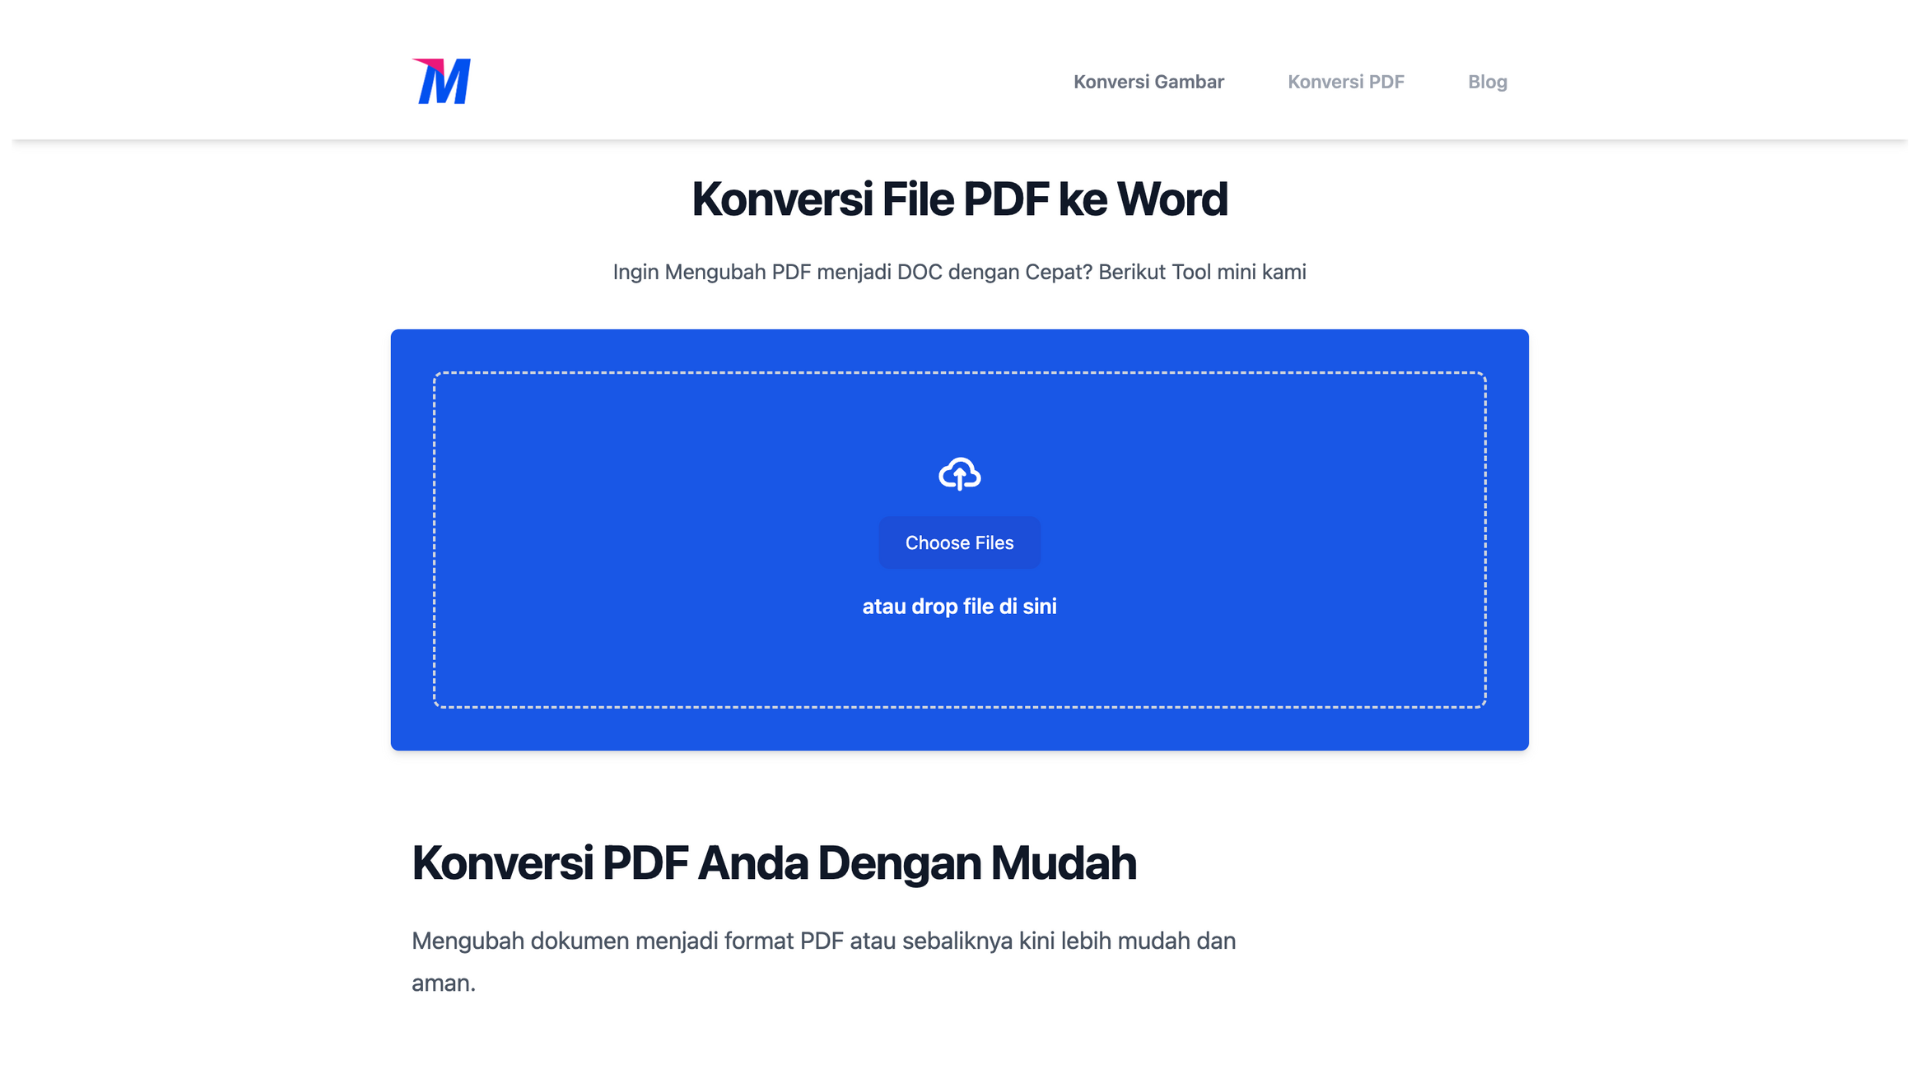 M
Konversi Gambar
Konversi PDF
Blog
Konversi File PDF ke Word
Ingin Mengubah PDF menjadi DOC dengan Cepat? Berikut Tool mini kami
Choose Files
atau drop file di sini
Konversi PDF Anda Dengan Mudah
Mengubah dokumen menjadi format PDF atau sebaliknya kini lebih mudah dan
aman.